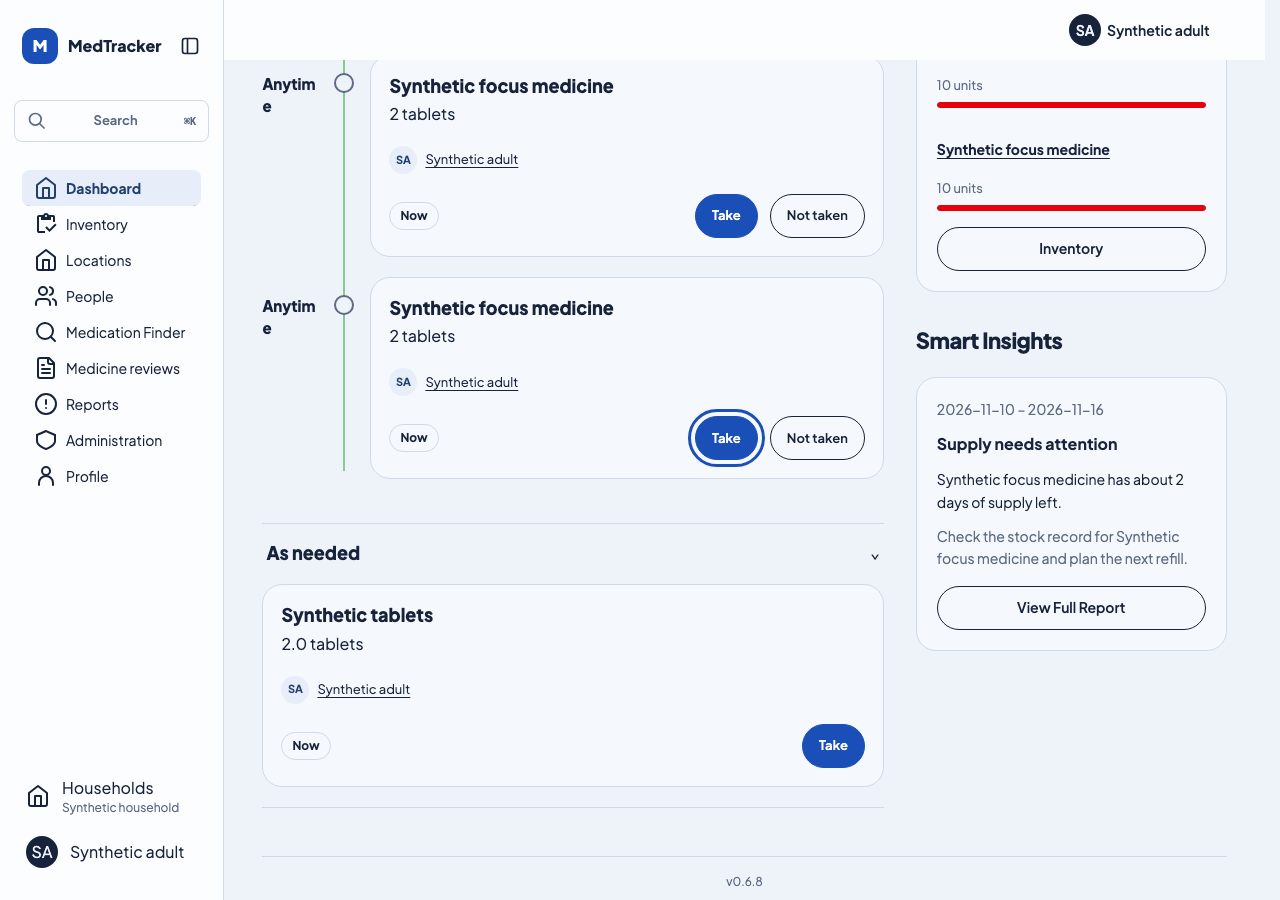 M MedTracker
Search ⌘K
Dashboard
Inventory
Locations
People
Medication Finder
Medicine reviews
Reports
Administration
Profile
Households
Synthetic household
SA Synthetic adult
SA Synthetic adult
Anytim
e
Synthetic focus medicine
2 tablets
SA Synthetic adult
Now Take Not taken
Anytim
e
Synthetic focus medicine
2 tablets
SA Synthetic adult
Now Take Not taken
As needed
Synthetic tablets
2.0 tablets
SA Synthetic adult
Now Take
10 units
Synthetic focus medicine
10 units
Inventory
Smart Insights
2026-11-10 – 2026-11-16
Supply needs attention
Synthetic focus medicine has about 2
days of supply left.
Check the stock record for Synthetic
focus medicine and plan the next refill.
View Full Report
v0.6.8